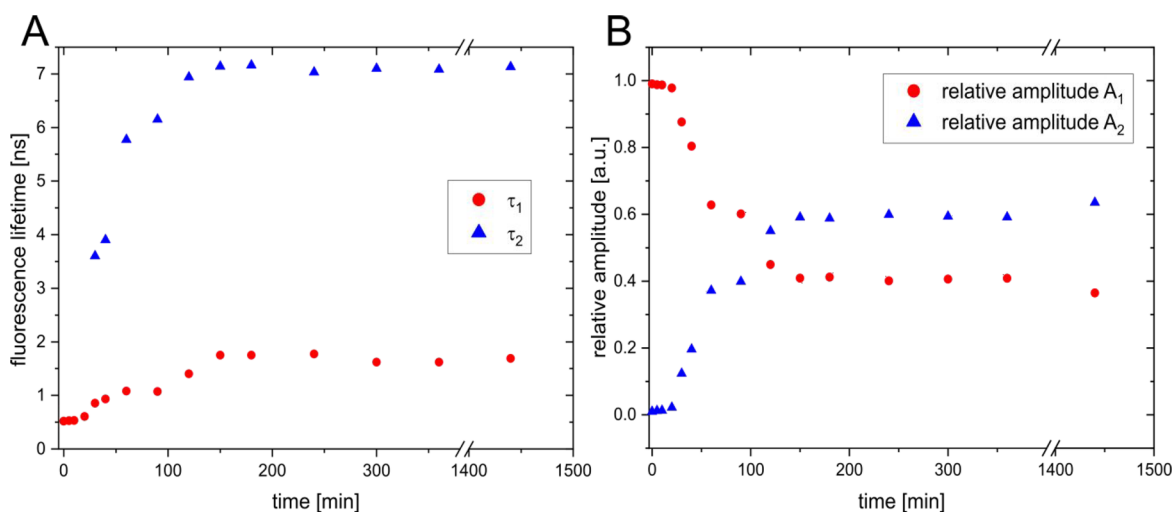 A
7
6
5
4
3
2
1
0
fluorescence lifetime [ns]
τ1
τ2
0
100
200
300
1400
1500
time [min]
B
1.0
0.8
0.6
0.4
0.2
0.0
relative amplitude [a.u.]
relative amplitude A1
relative amplitude A2
0
100
200
300
1400
1500
time [min]